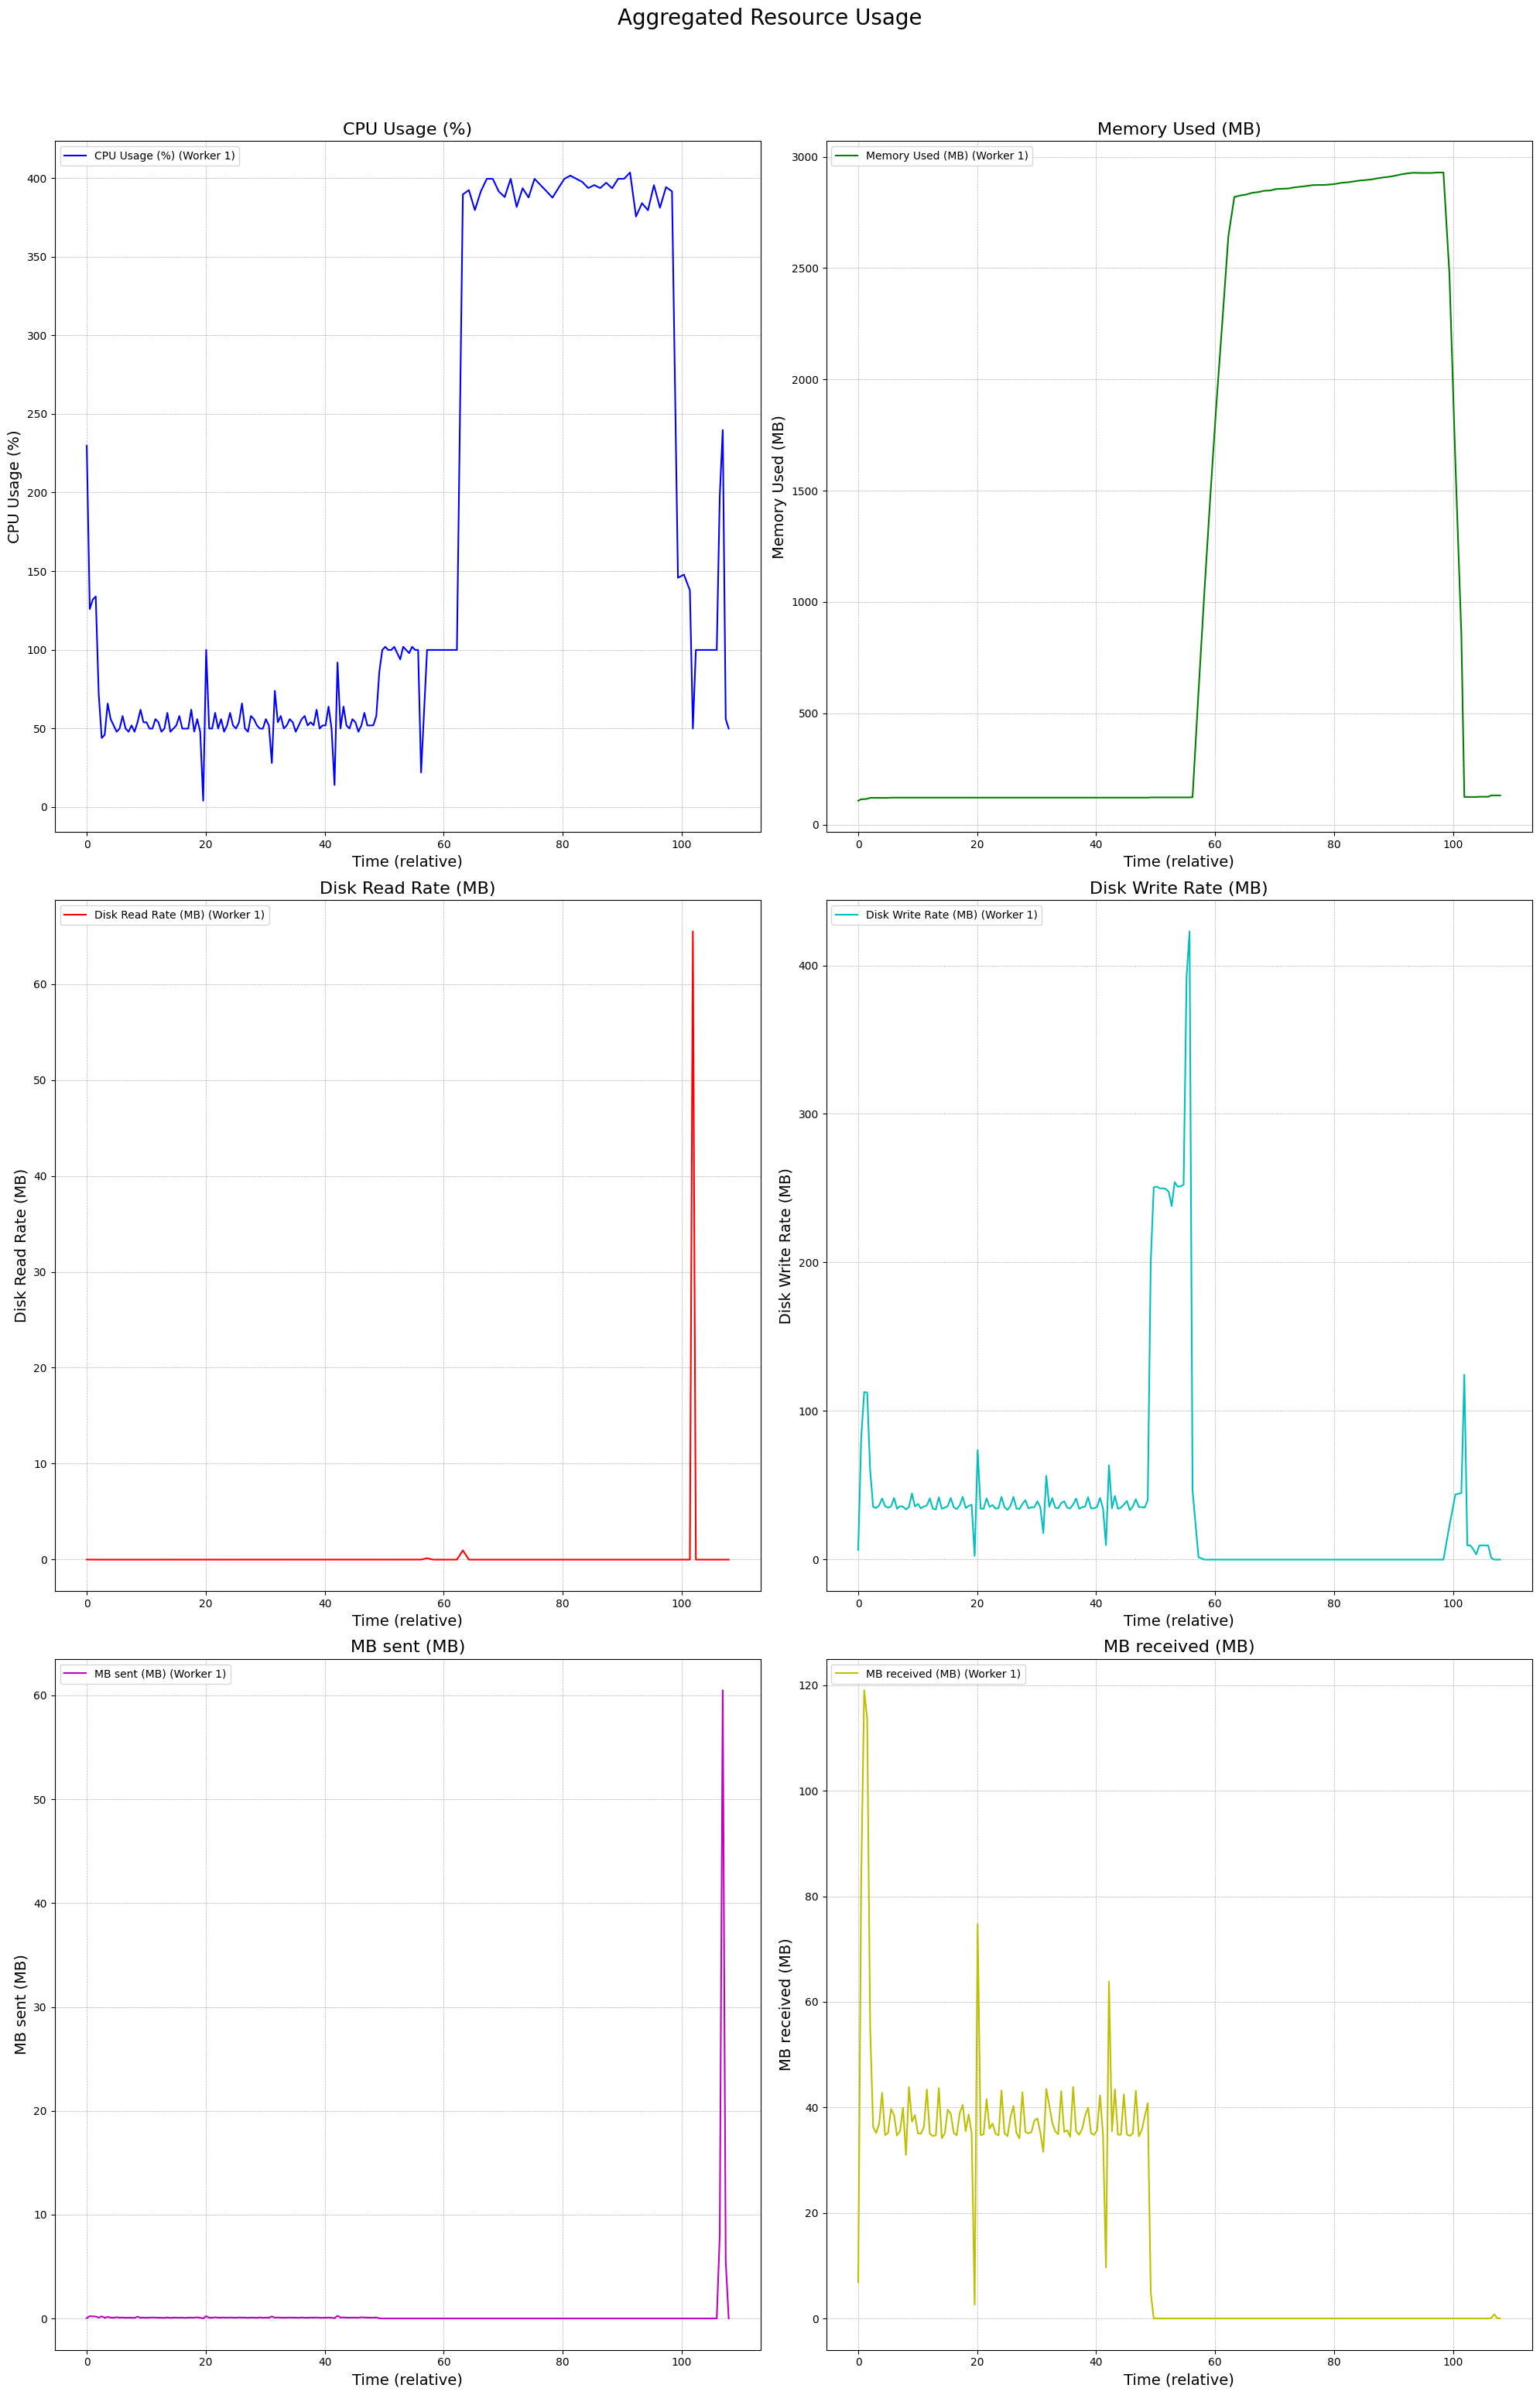 Aggregated Resource Usage
CPU Usage (%)
CPU Usage (%) (Worker 1)
CPU Usage (%)
400
350
300
250
200
150
100
50
0
0 20 40 60 80 100
Time (relative)
Memory Used (MB)
Memory Used (MB) (Worker 1)
Memory Used (MB)
3000
2500
2000
1500
1000
500
0
0 20 40 60 80 100
Time (relative)
Disk Read Rate (MB)
Disk Read Rate (MB) (Worker 1)
Disk Read Rate (MB)
60
50
40
30
20
10
0
0 20 40 60 80 100
Time (relative)
Disk Write Rate (MB)
Disk Write Rate (MB) (Worker 1)
Disk Write Rate (MB)
400
300
200
100
0
0 20 40 60 80 100
Time (relative)
MB sent (MB)
MB sent (MB) (Worker 1)
MB sent (MB)
60
50
40
30
20
10
0
0 20 40 60 80 100
Time (relative)
MB received (MB)
MB received (MB) (Worker 1)
MB received (MB)
120
100
80
60
40
20
0
0 20 40 60 80 100
Time (relative)